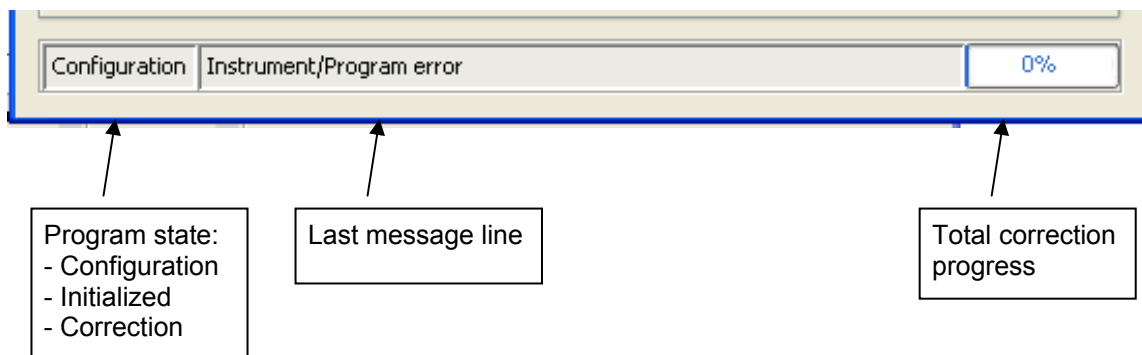 Configuration Instrument/Program error 0%
Program state:
- Configuration
- Initialized
- Correction
Last message line
Total correction
progress